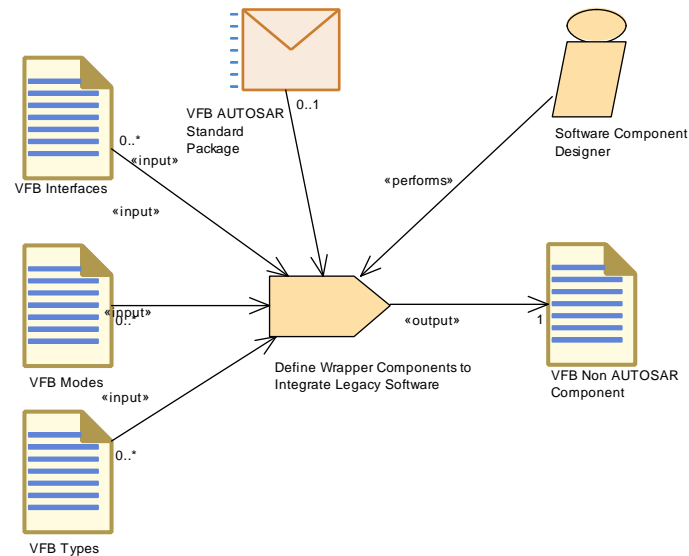 0..1
VFB AUTOSAR
Standard
Package
Software Component
Designer
0..*
«input»
VFB Interfaces
«performs»
«input»
«input»
0..*
«output»
1
Define Wrapper Components to
Integrate Legacy Software
VFB Non AUTOSAR
Component
VFB Modes
«input»
0..*
VFB Types